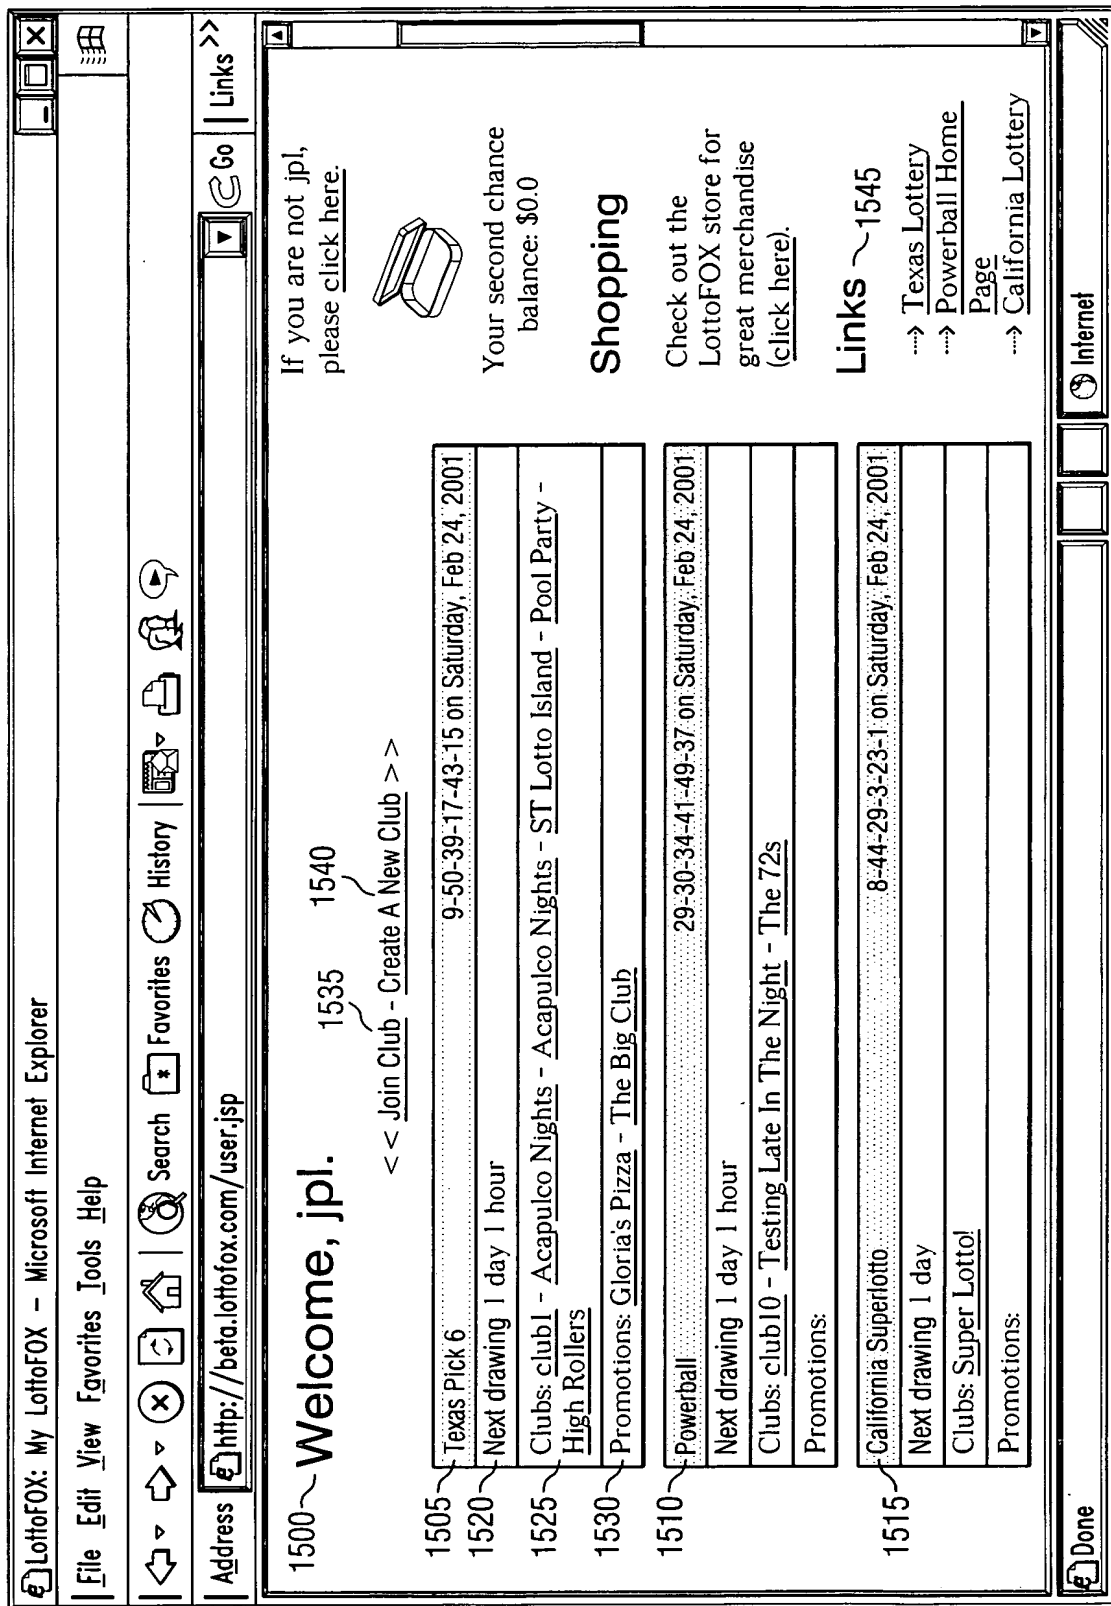 LottoFOX: My LottoFOX – Microsoft Internet Explorer
File Edit View Favorites Tools Help
Search Favorites History
Address http://beta.lottofox.com/user.jsp Go Links >>
1500 Welcome, jpl.
1535 1540
<< Join Club - Create A New Club >>
1505 Texas Pick 6 9-50-39-17-43-15 on Saturday, Feb 24, 2001
1520 Next drawing 1 day 1 hour
1525 Clubs: club1 - Acapulco Nights - Acapulco Nights - ST Lotto Island - Pool Party -
High Rollers
1530 Promotions: Gloria's Pizza - The Big Club
1510 Powerball 29-30-34-41-49-37 on Saturday, Feb 24, 2001
Next drawing 1 day 1 hour
Clubs: club10 - Testing Late In The Night - The 72s
Promotions:
1515 California Superlotto 8-44-29-3-23-1 on Saturday, Feb 24, 2001
Next drawing 1 day
Clubs: Super Lotto!
Promotions:
If you are not jpl,
please click here.
Your second chance
balance: $0.0
Shopping
Check out the
LottoFOX store for
great merchandise
(click here).
Links 1545
Texas Lottery
Powerball Home
Page
California Lottery
Done Internet